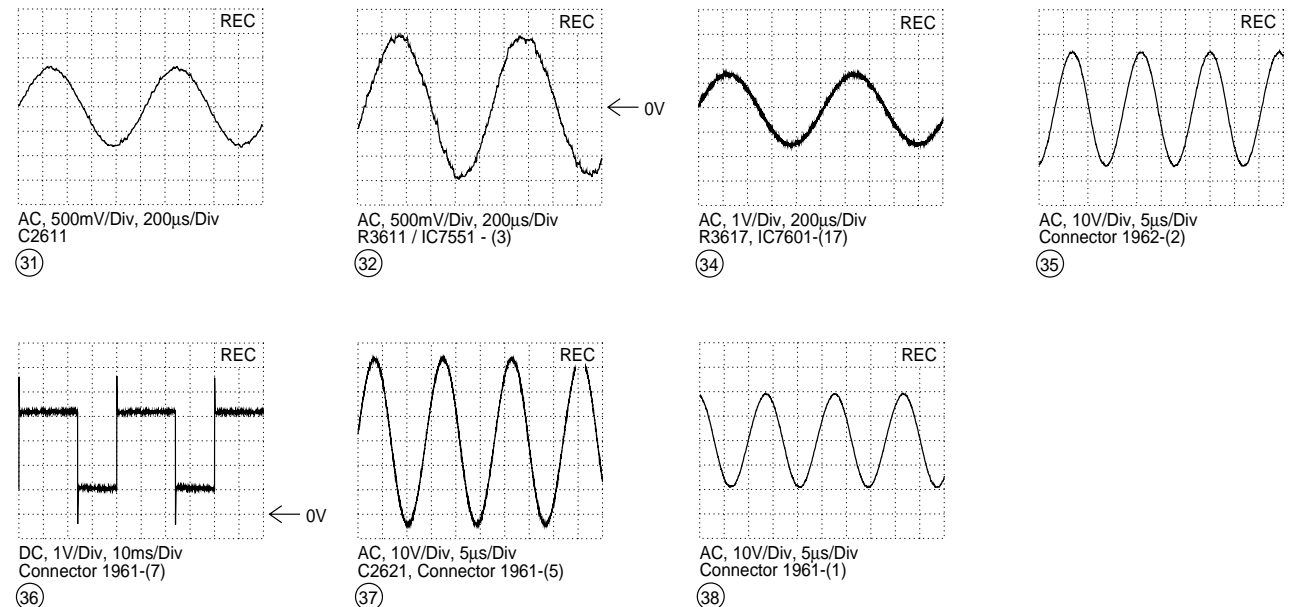 REC
AC, 500mV/Div, 200µs/Div
C2611
31
REC
0V
AC, 500mV/Div, 200µs/Div
R3611 / IC7551 - (3)
32
REC
AC, 1V/Div, 200µs/Div
R3617, IC7601-(17)
34
REC
AC, 10V/Div, 5µs/Div
Connector 1962-(2)
35
REC
0V
DC, 1V/Div, 10ms/Div
Connector 1961-(7)
36
REC
AC, 10V/Div, 5µs/Div
C2621, Connector 1961-(5)
37
REC
AC, 10V/Div, 5µs/Div
Connector 1961-(1)
38